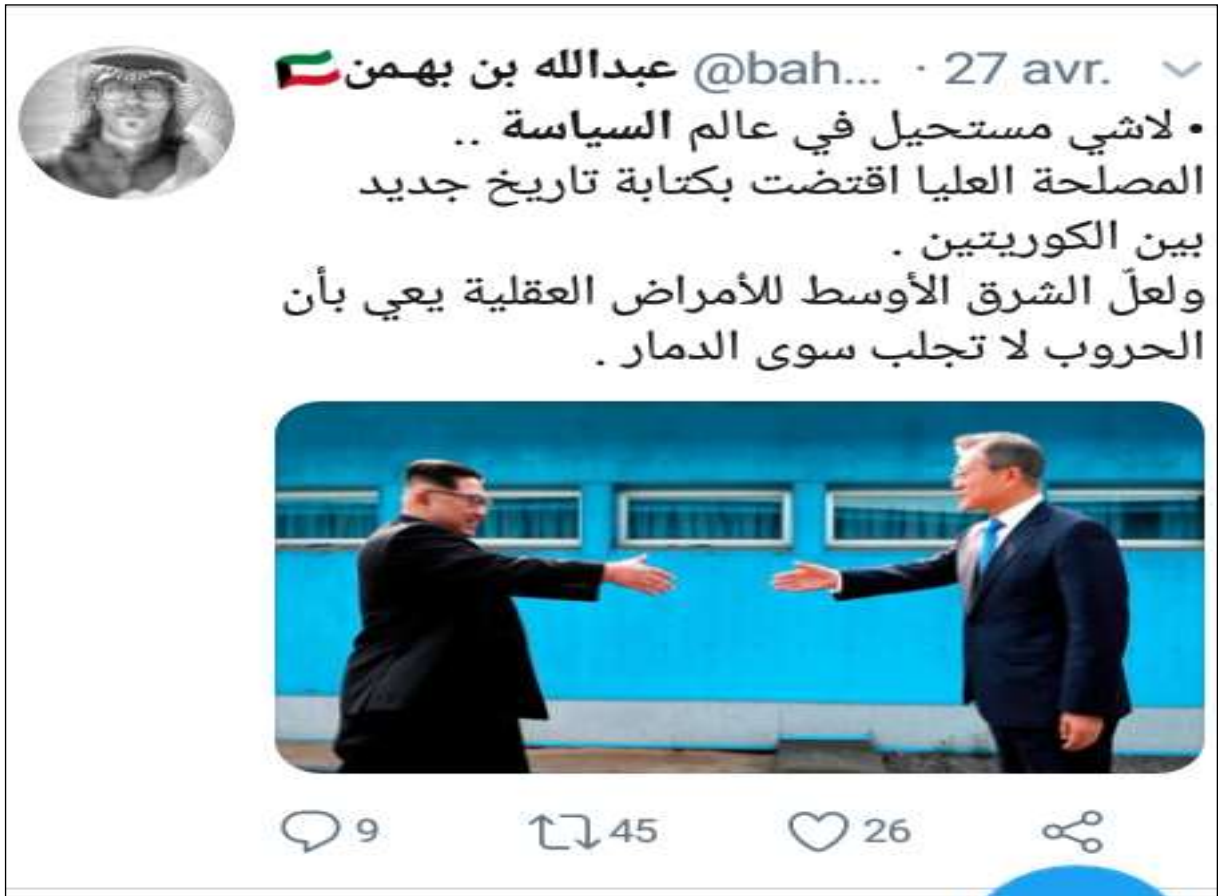 عبدالله بن بهمن @bah... · 27 avr.
• لاشي مستحيل في عالم السياسة ..
المصلحة العليا اقتضت بكتابة تاريخ جديد
بين الكوريتين .
ولعلّ الشرق الأوسط للأمراض العقلية يعي بأن
الحروب لا تجلب سوى الدمار .
9 45 26